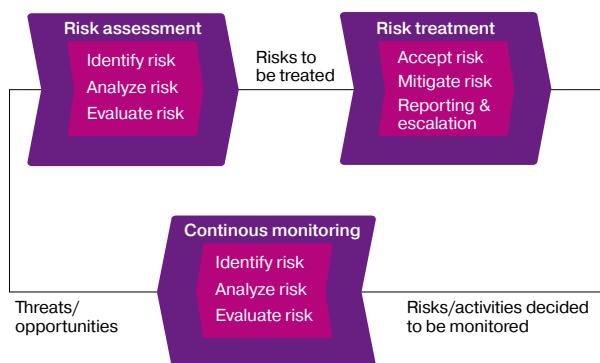 Risk assessment
Identify risk
Analyze risk
Evaluate risk
Risks to
be treated
Risk treatment
Accept risk
Mitigate risk
Reporting &
escalation
Continous monitoring
Identify risk
Analyze risk
Evaluate risk
Threats/
opportunities
Risks/activities decided
to be monitored